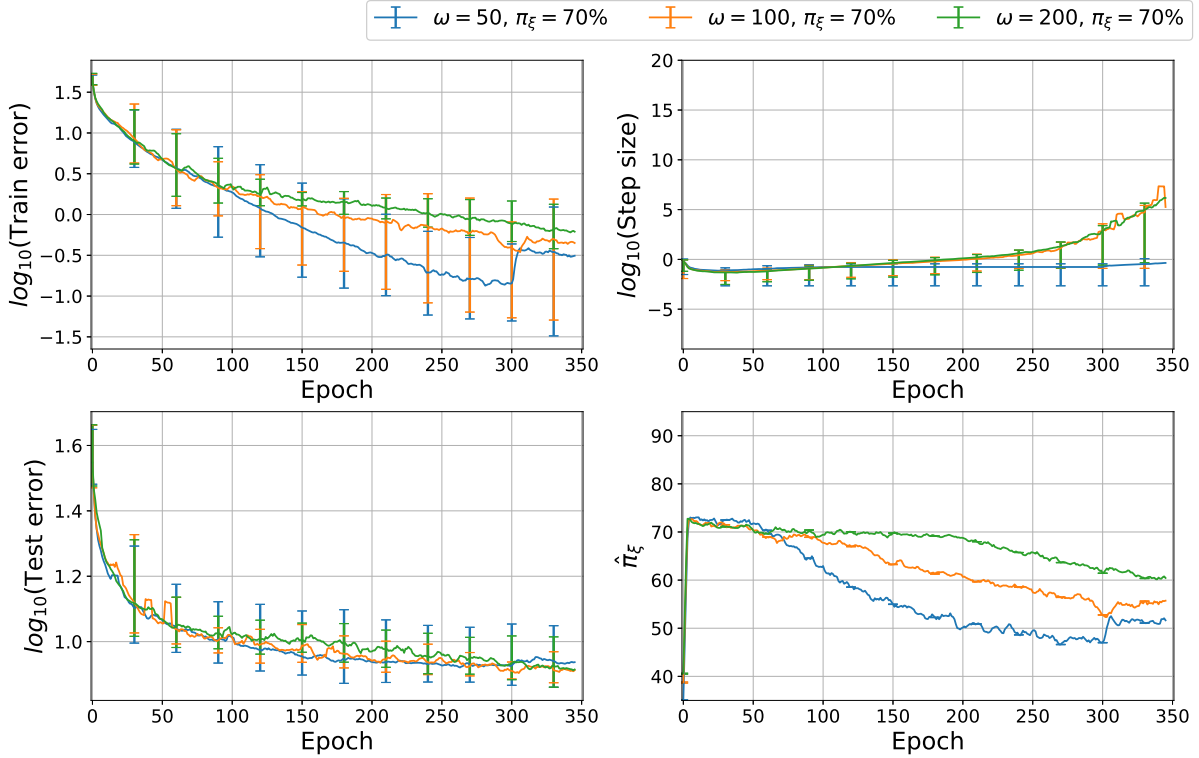 ω = 50, π_ξ = 70% ω = 100, π_ξ = 70% ω = 200, π_ξ = 70%
log₁₀(Train error)
1.5
1.0
0.5
0.0
−0.5
−1.0
−1.5
0 50 100 150 200 250 300 350
Epoch
log₁₀(Step size)
20
15
10
5
0
−5
0 50 100 150 200 250 300 350
Epoch
log₁₀(Test error)
1.6
1.4
1.2
1.0
0 50 100 150 200 250 300 350
Epoch
π̂_ξ
90
80
70
60
50
40
0 50 100 150 200 250 300 350
Epoch